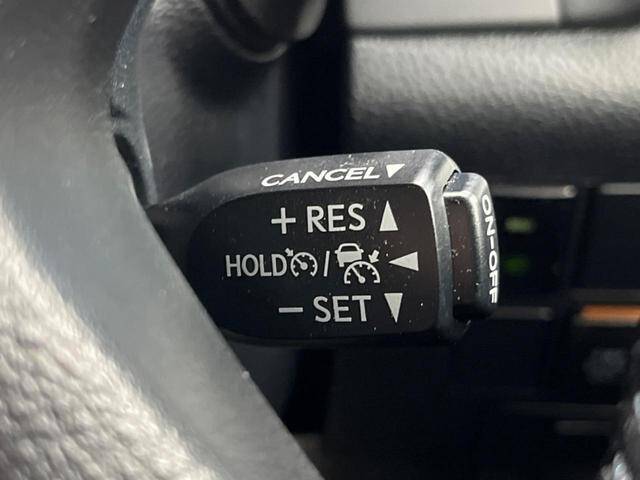 CANCEL▼
+ RES ▲
HOLD / ◀
− SET ▼
ON-OFF